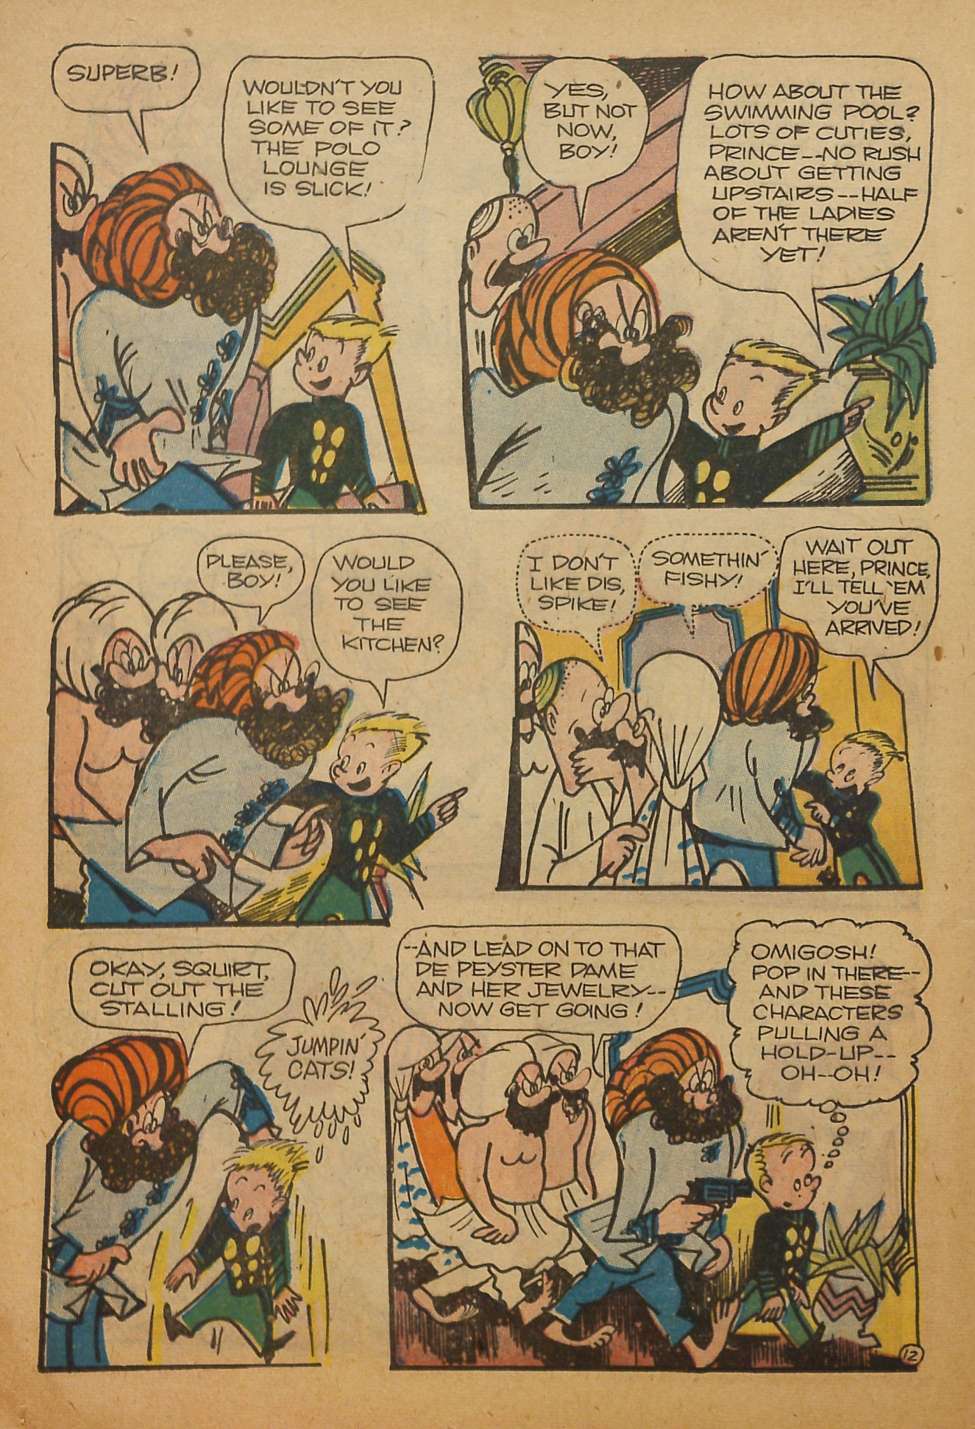 SUPERB!
WOULDN'T YOU
LIKE TO SEE
SOME OF IT?
THE POLO
LOUNGE
IS SLICK!
YES,
BUT NOT
NOW,
BOY!
HOW ABOUT THE
SWIMMING POOL?
LOTS OF CUTIES,
PRINCE--NO RUSH
ABOUT GETTING
UPSTAIRS--HALF
OF THE LADIES
AREN'T THERE
YET!
PLEASE,
BOY!
WOULD
YOU LIKE
TO SEE
THE
KITCHEN?
I DON'T
LIKE DIS,
SPIKE!
SOMETHIN'
FISHY!
WAIT OUT
HERE, PRINCE,
I'LL TELL 'EM
YOU'VE
ARRIVED!
OKAY, SQUIRT,
CUT OUT THE
STALLING!
JUMPIN'
CATS!
--AND LEAD ON TO THAT
DE PEYSTER DAME
AND HER JEWELRY--
NOW GET GOING!
OMIGOSH!
POP IN THERE--
AND THESE
CHARACTERS
PULLING A
HOLD-UP--
OH--OH!
12